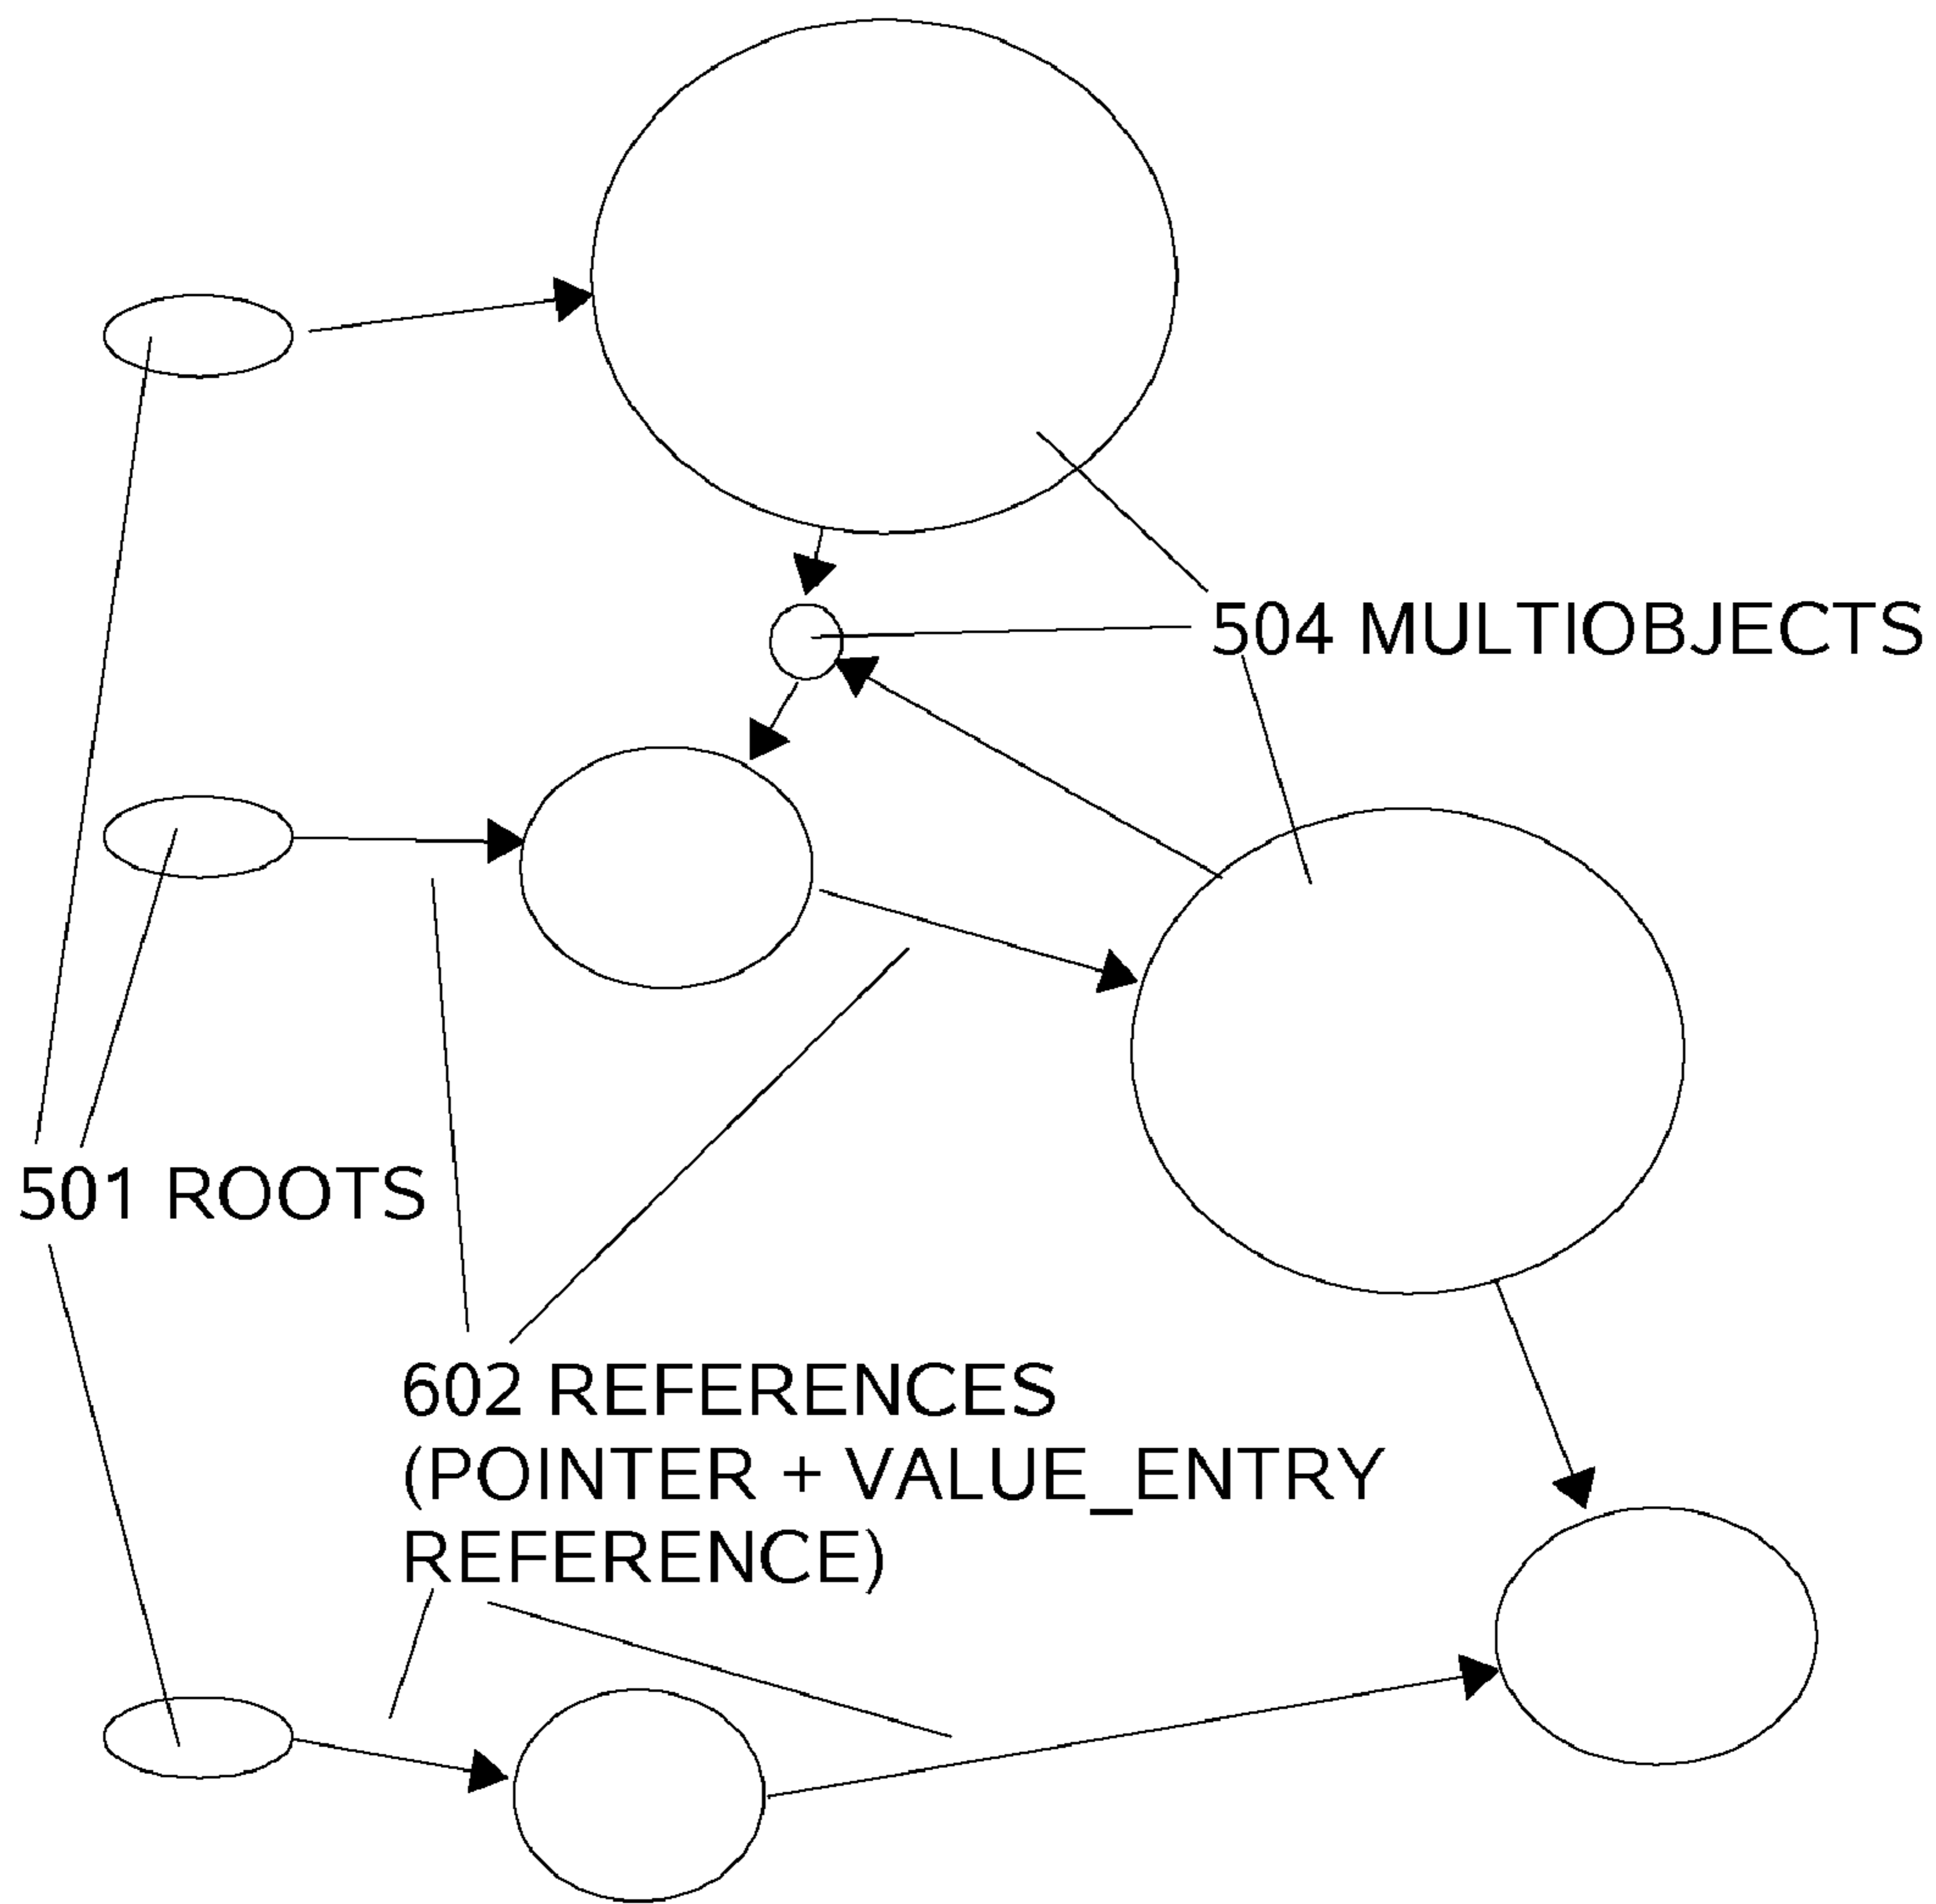 504 MULTIOBJECTS
501 ROOTS
602 REFERENCES
(POINTER + VALUE_ENTRY
REFERENCE)